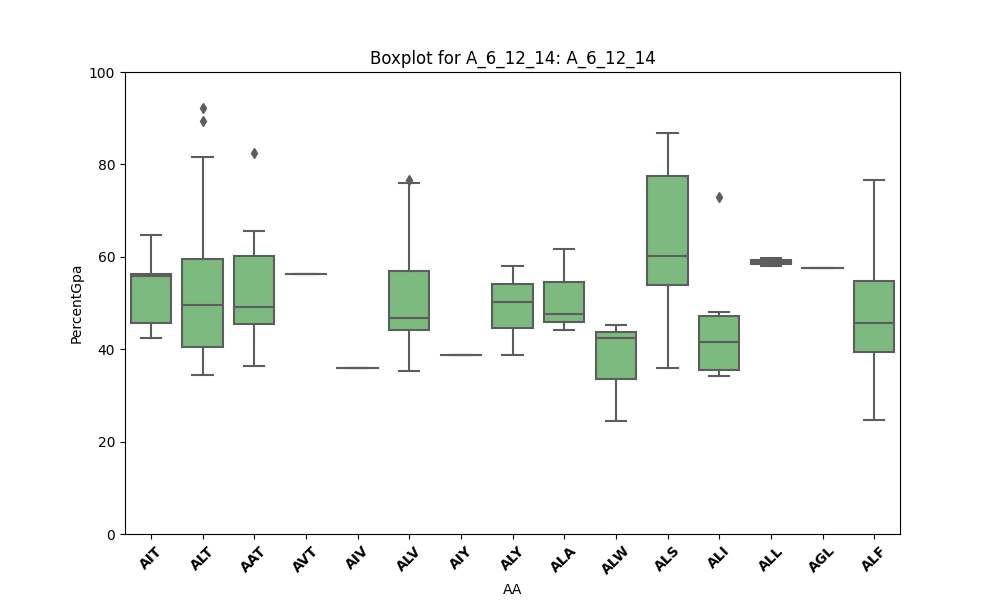 Boxplot for A_6_12_14: A_6_12_14
100
80
60
40
20
0
PercentGpa
AIT ALT AAT AVT AIV ALV AIY ALY ALA ALW ALS ALI ALL AGL ALF
AA